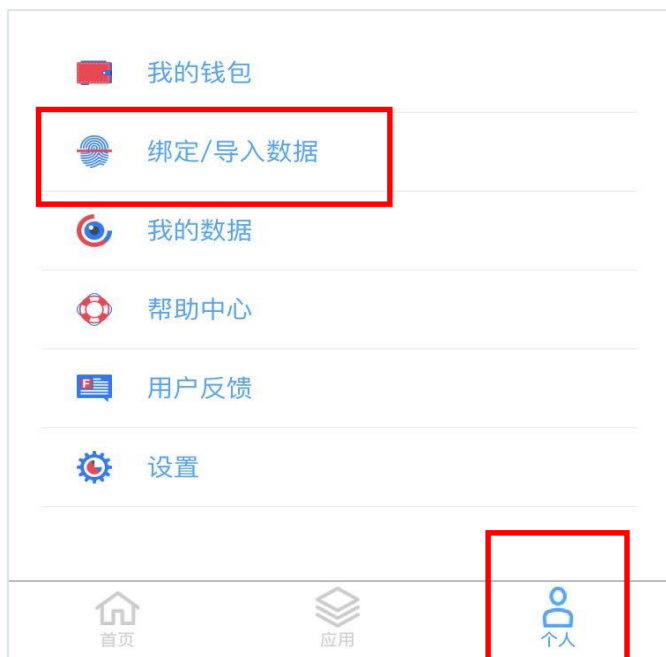 我的钱包
绑定/导入数据
我的数据
帮助中心
F
用户反馈
设置
首页
应用
个人